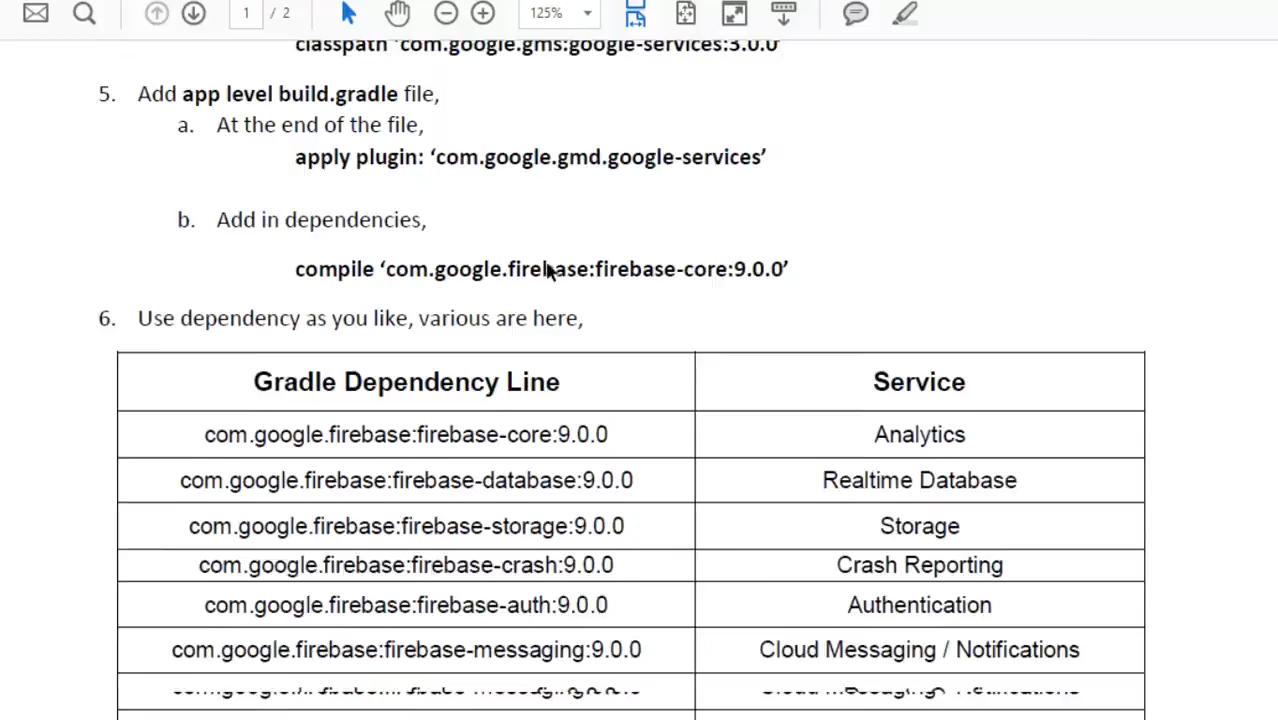 1 / 2
125%
classpath ‘com.google.gms:google-services:3.0.0’
5. Add app level build.gradle file,
a. At the end of the file,
apply plugin: ‘com.google.gmd.google-services’
b. Add in dependencies,
compile ‘com.google.firebase:firebase-core:9.0.0’
6. Use dependency as you like, various are here,
Gradle Dependency Line Service
com.google.firebase:firebase-core:9.0.0 Analytics
com.google.firebase:firebase-database:9.0.0 Realtime Database
com.google.firebase:firebase-storage:9.0.0 Storage
com.google.firebase:firebase-crash:9.0.0 Crash Reporting
com.google.firebase:firebase-auth:9.0.0 Authentication
com.google.firebase:firebase-messaging:9.0.0 Cloud Messaging / Notifications